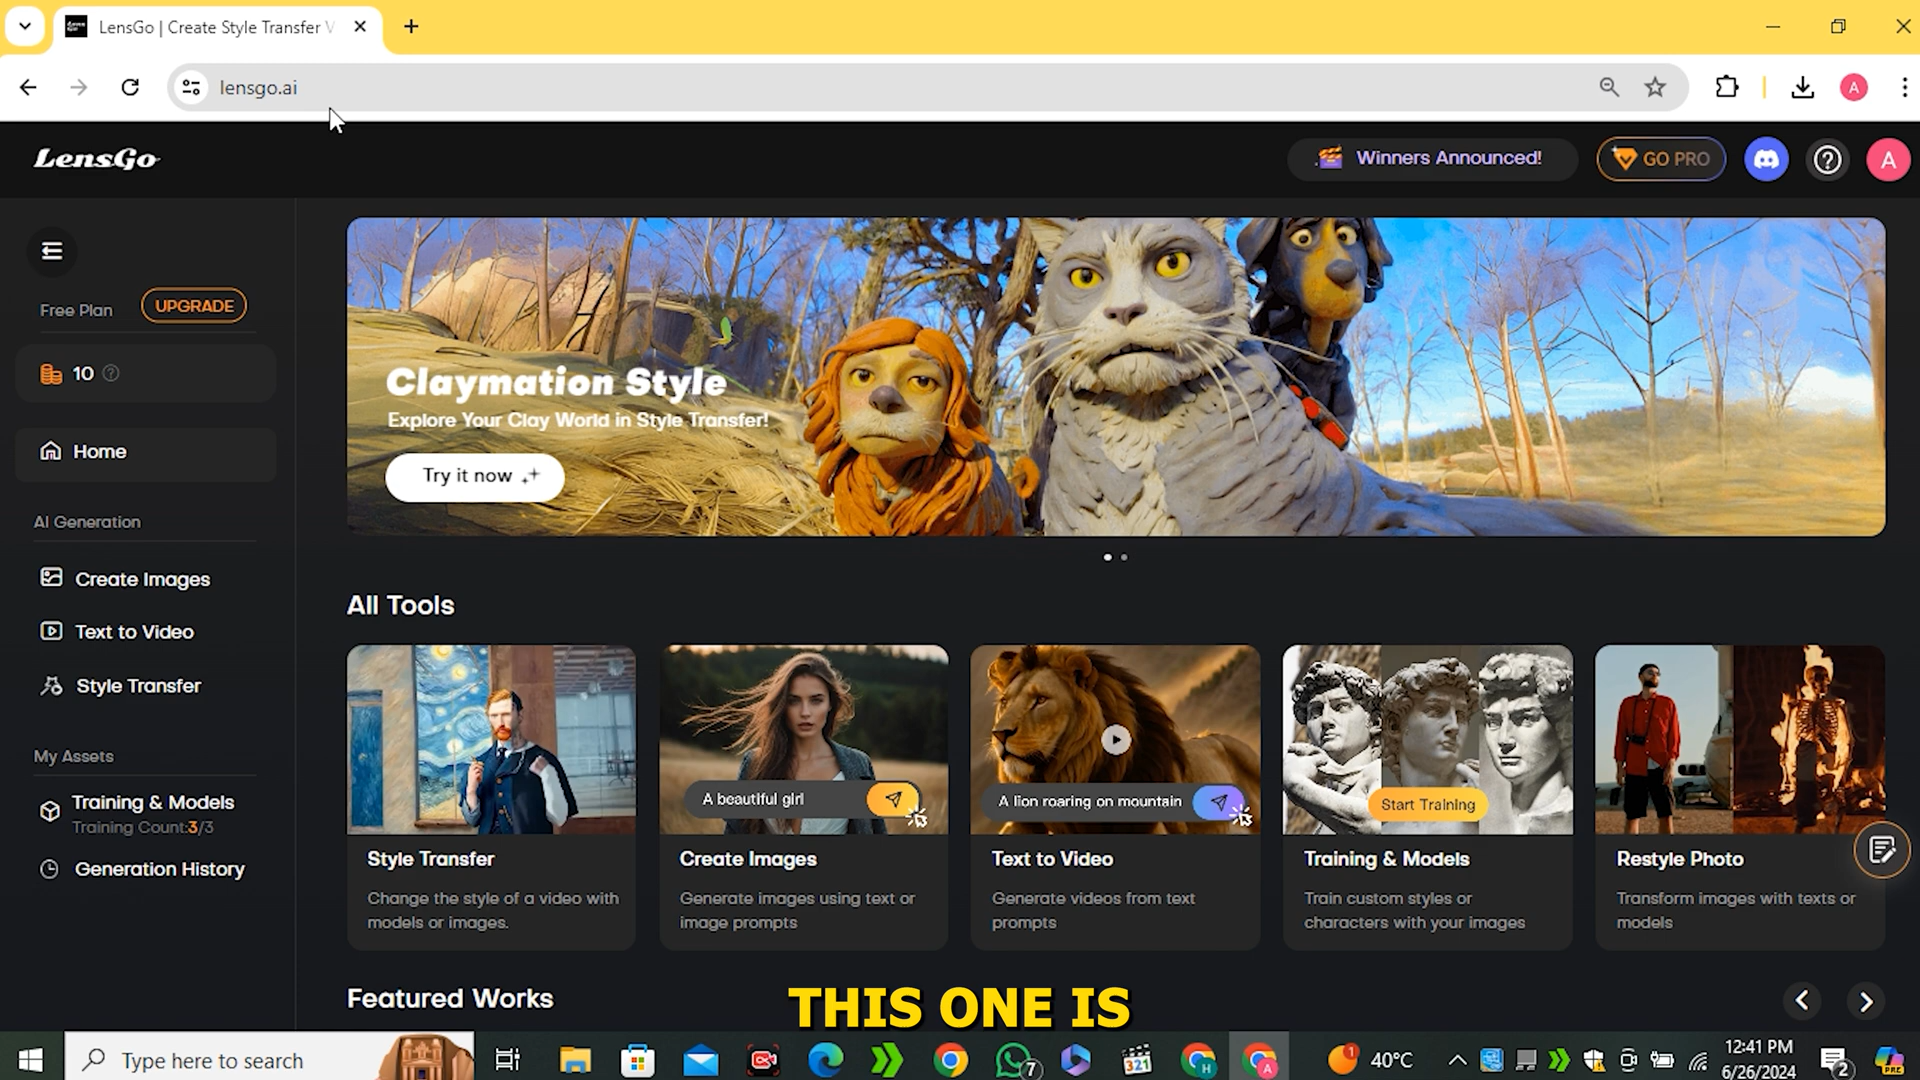 LensGo | Create Style Transfer V
lensgo.ai
A
LensGo
Winners Announced!
GO PRO
A
Free Plan
UPGRADE
10
Home
AI Generation
Create Images
Text to Video
Style Transfer
My Assets
Training & Models
Training Count:3/3
Generation History
Claymation Style
Explore Your Clay World in Style Transfer!
Try it now
All Tools
A beautiful girl
A lion roaring on mountain
Start Training
Style Transfer
Change the style of a video with
models or images.
Create Images
Generate images using text or
image prompts
Text to Video
Generate videos from text
prompts
Training & Models
Train custom styles or
characters with your images
Restyle Photo
Transform images with texts or
models
Featured Works
THIS ONE IS
Type here to search
7
321
H
A
1
40°C
12:41 PM
6/26/2024
2
PRE